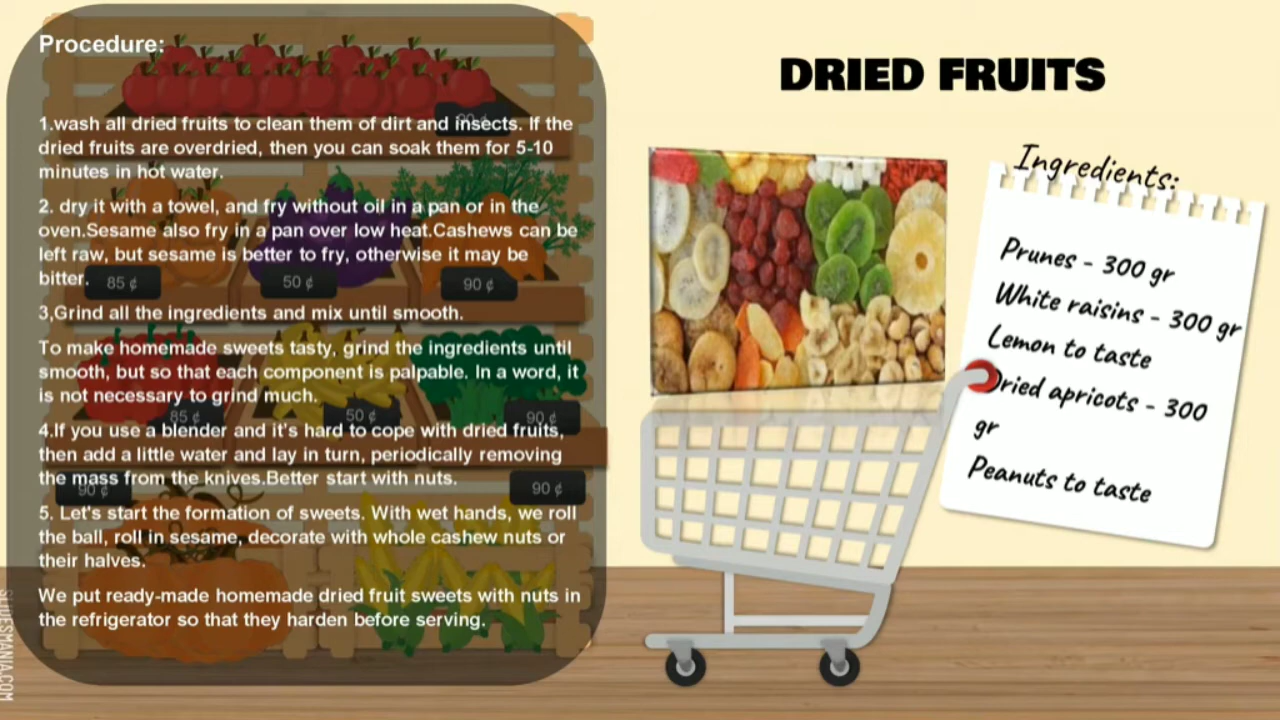 Procedure:
1.wash all dried fruits to clean them of dirt and insects. If the
dried fruits are overdried, then you can soak them for 5-10
minutes in hot water.
2. dry it with a towel, and fry without oil in a pan or in the
oven.Sesame also fry in a pan over low heat.Cashews can be
left raw, but sesame is better to fry, otherwise it may be
bitter.
85 ¢
50 ¢
90 ¢
3,Grind all the ingredients and mix until smooth.
To make homemade sweets tasty, grind the ingredients until
smooth, but so that each component is palpable. In a word, it
is not necessary to grind much.
85 ¢
50 ¢
90 ¢
4.If you use a blender and it's hard to cope with dried fruits,
then add a little water and lay in turn, periodically removing
the mass from the knives.Better start with nuts.
90 ¢
90 ¢
5. Let's start the formation of sweets. With wet hands, we roll
the ball, roll in sesame, decorate with whole cashew nuts or
their halves.
We put ready-made homemade dried fruit sweets with nuts in
the refrigerator so that they harden before serving.
SLIDESMANIA.COM
DRIED FRUITS
Ingredients:
Prunes - 300 gr
White raisins - 300 gr
Lemon to taste
Dried apricots - 300
gr
Peanuts to taste